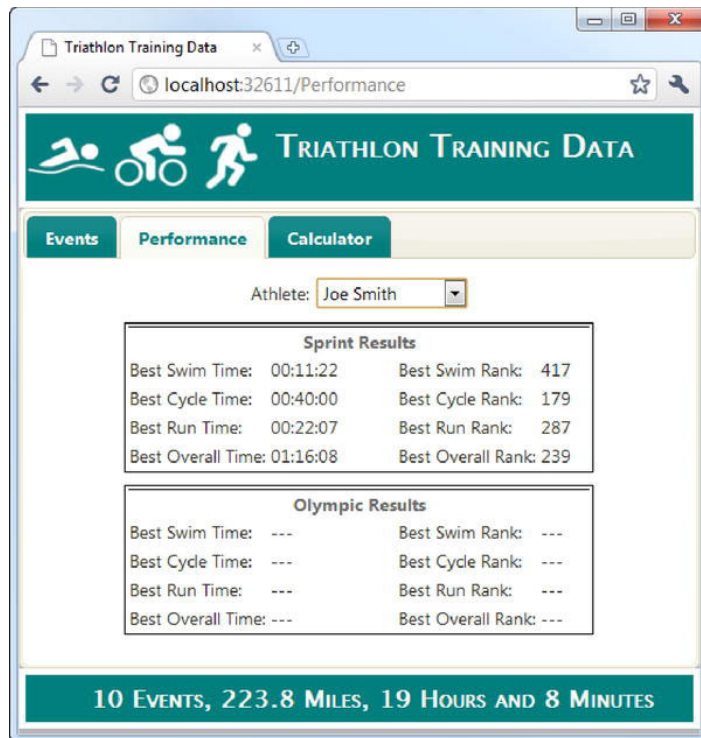 Triathlon Training Data
localhost:32611/Performance
TRIATHLON TRAINING DATA
Events Performance Calculator
Athlete: Joe Smith
Sprint Results
Best Swim Time: 00:11:22 Best Swim Rank: 417
Best Cycle Time: 00:40:00 Best Cycle Rank: 179
Best Run Time: 00:22:07 Best Run Rank: 287
Best Overall Time: 01:16:08 Best Overall Rank: 239
Olympic Results
Best Swim Time: --- Best Swim Rank: ---
Best Cycle Time: --- Best Cycle Rank: ---
Best Run Time: --- Best Run Rank: ---
Best Overall Time: --- Best Overall Rank: ---
10 EVENTS, 223.8 MILES, 19 HOURS AND 8 MINUTES